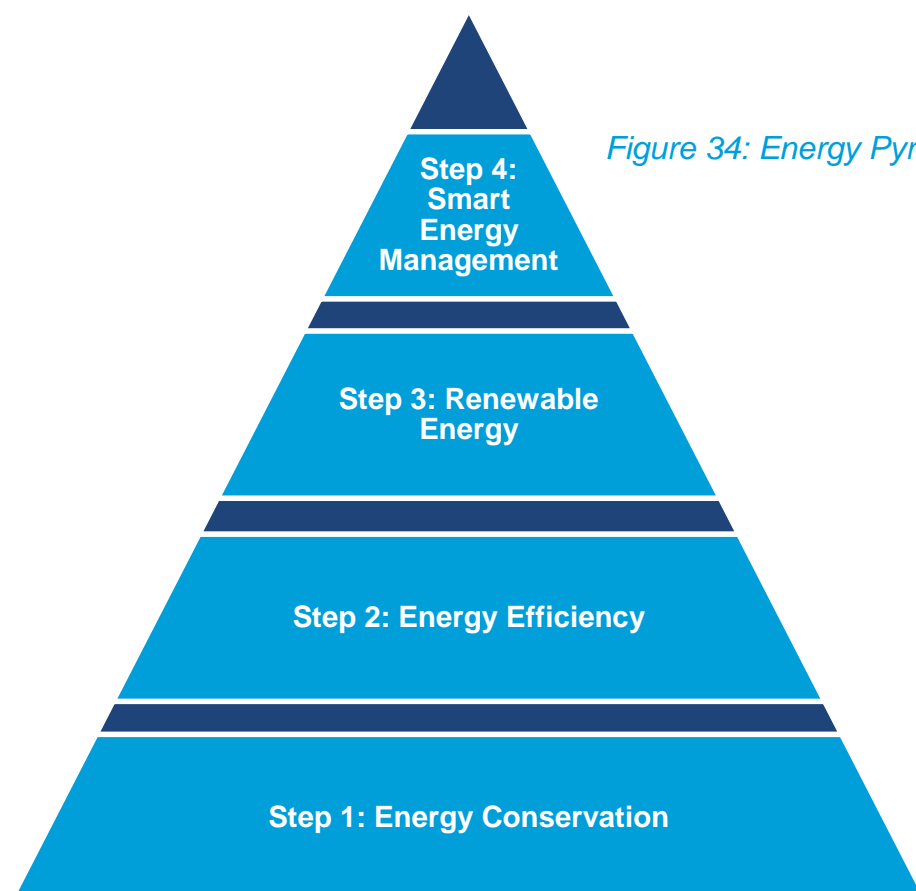 Figure 34: Energy Pyr
Step 4:
Smart
Energy
Management
Step 3: Renewable
Energy
Step 2: Energy Efficiency
Step 1: Energy Conservation